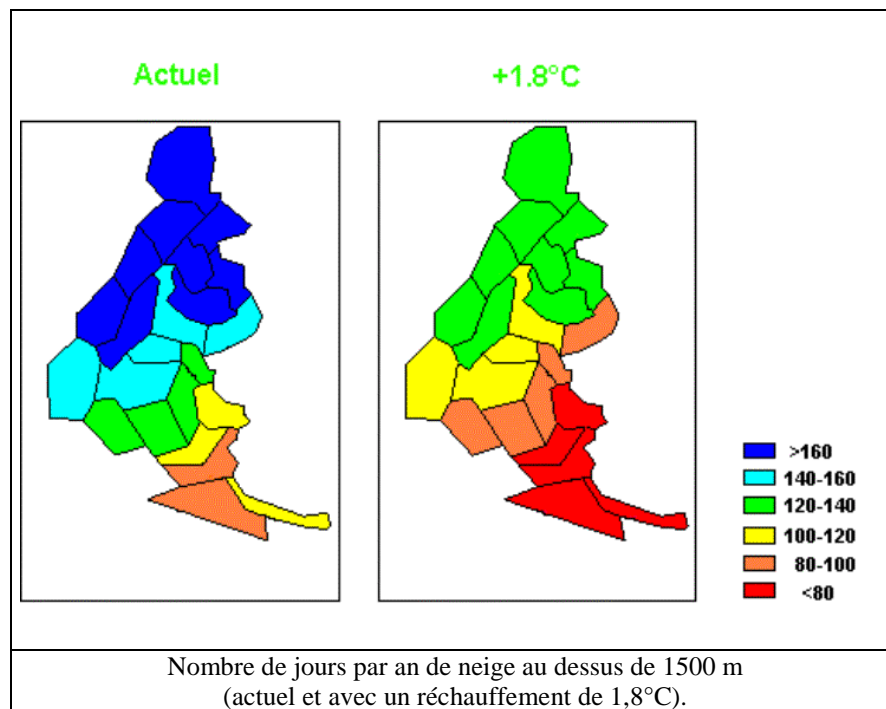 Actuel
+1.8°C
>160
140-160
120-140
100-120
80-100
<80
Nombre de jours par an de neige au dessus de 1500 m
(actuel et avec un réchauffement de 1,8°C).